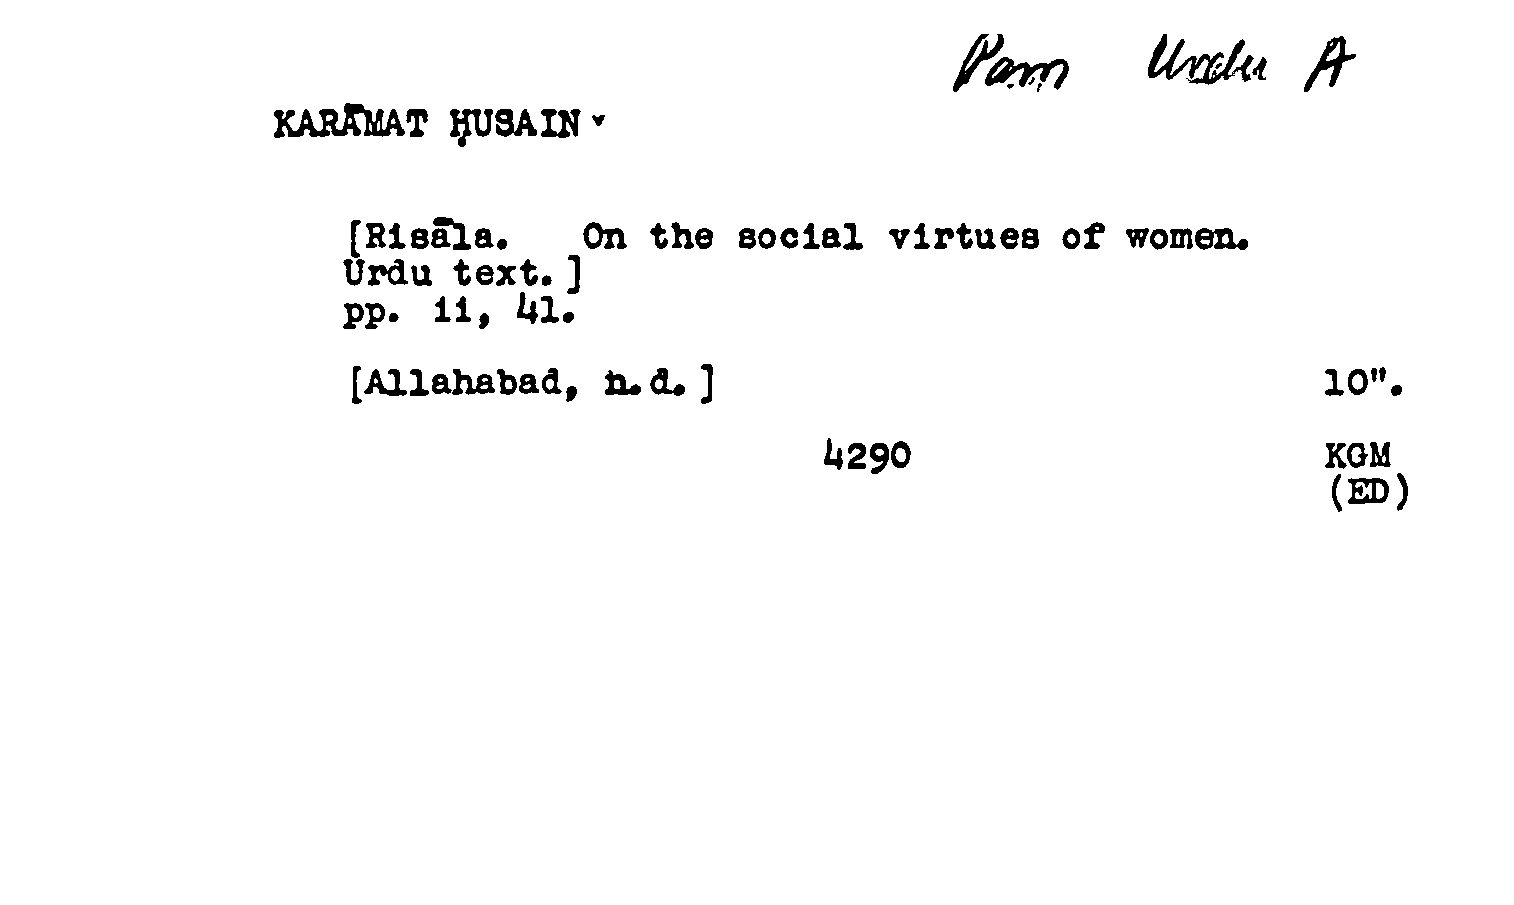 Pam Urdu A
KARĀMAT ḤUSAIN
[Risāla. On the social virtues of women.
Urdu text.]
pp. ii, 41.
[Allahabad, n.d.] 10".
4290 KGM
(ED)